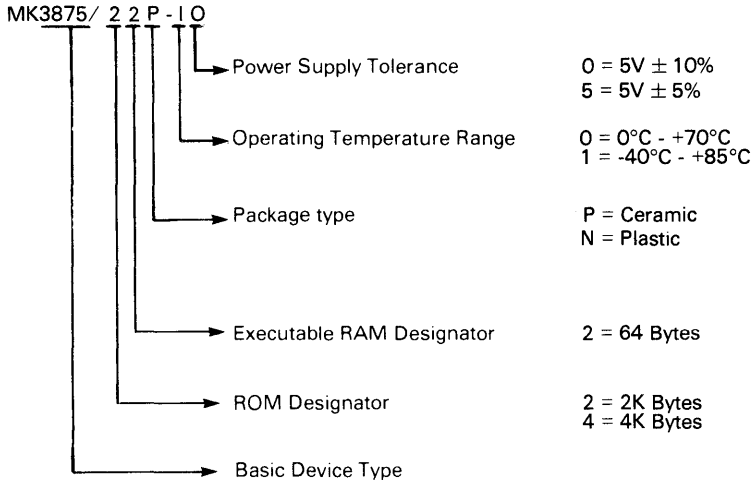 MK3875/ 2 2 P - 1 0
Power Supply Tolerance 0 = 5V ± 10%
5 = 5V ± 5%
Operating Temperature Range 0 = 0°C - +70°C
1 = -40°C - +85°C
Package type P = Ceramic
N = Plastic
Executable RAM Designator 2 = 64 Bytes
ROM Designator 2 = 2K Bytes
4 = 4K Bytes
Basic Device Type